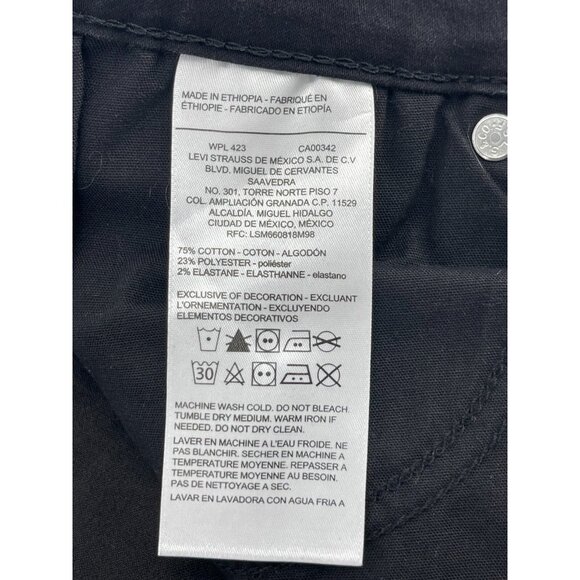 MADE IN ETHIOPIA - FABRIQUÉ EN
ÉTHIOPIE - FABRICADO EN ETIOPÍA
WPL 423 CA00342
LEVI STRAUSS DE MÉXICO S.A. DE C.V
BLVD. MIGUEL DE CERVANTES
SAAVEDRA
NO. 301, TORRE NORTE PISO 7
COL. AMPLIACIÓN GRANADA C.P. 11529
ALCALDÍA. MIGUEL HIDALGO
CIUDAD DE MÉXICO, MÉXICO
RFC: LSM660818M98
75% COTTON - COTON - ALGODÓN
23% POLYESTER - poliéster
2% ELASTANE - ELASTHANNE - elastano
EXCLUSIVE OF DECORATION - EXCLUANT
L'ORNEMENTATION - EXCLUYENDO
ELEMENTOS DECORATIVOS
30
MACHINE WASH COLD. DO NOT BLEACH.
TUMBLE DRY MEDIUM. WARM IRON IF
NEEDED. DO NOT DRY CLEAN.
LAVER EN MACHINE A L'EAU FROIDE. NE
PAS BLANCHIR. SECHER EN MACHINE A
TEMPERATURE MOYENNE. REPASSER A
TEMPERATURE MOYENNE AU BESOIN.
PAS DE NETTOYAGE A SEC.
LAVAR EN LAVADORA CON AGUA FRIA A